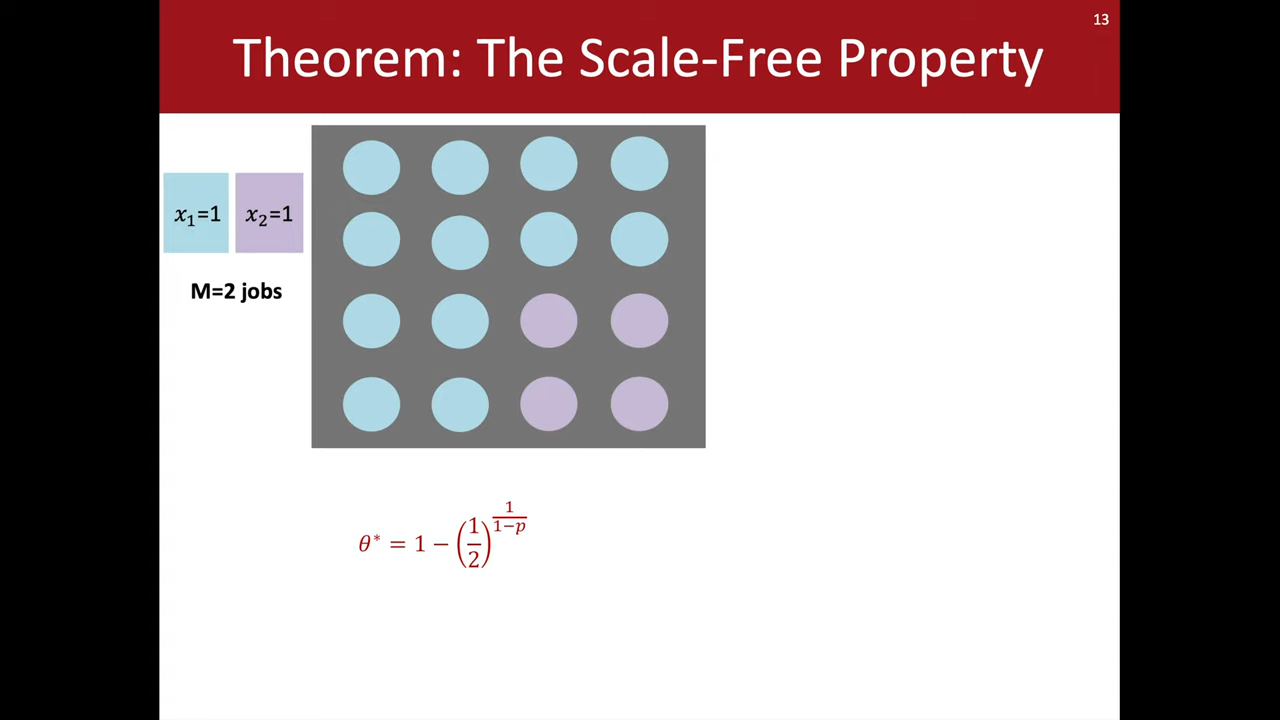 13
Theorem: The Scale-Free Property
x₁=1 x₂=1
M=2 jobs
θ* = 1 − (1/2)^(1/(1−p))